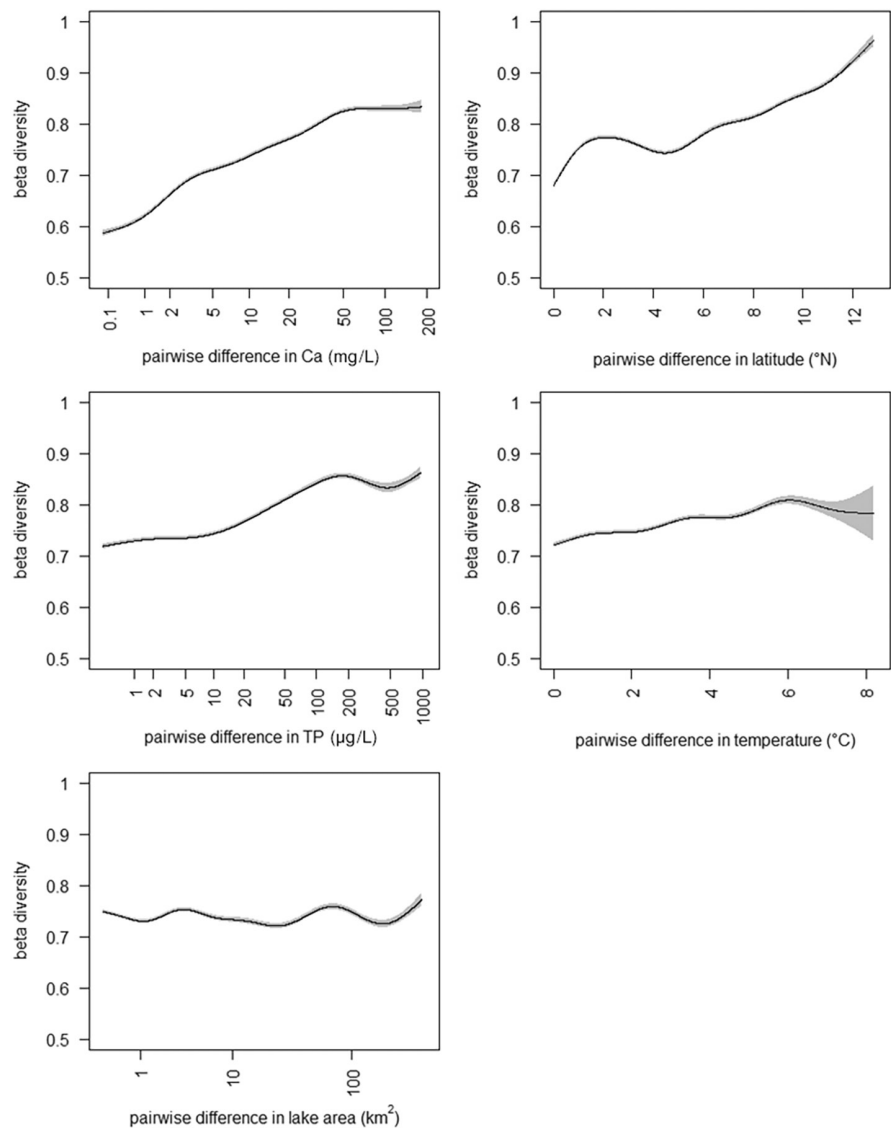 1
0.9
0.8
0.7
0.6
0.5
beta diversity
0.1 1 2 5 10 20 50 100 200
pairwise difference in Ca (mg/L)
1
0.9
0.8
0.7
0.6
0.5
beta diversity
0 2 4 6 8 10 12
pairwise difference in latitude (°N)
1
0.9
0.8
0.7
0.6
0.5
beta diversity
1 2 5 10 20 50 100 200 500 1000
pairwise difference in TP (µg/L)
1
0.9
0.8
0.7
0.6
0.5
beta diversity
0 2 4 6 8
pairwise difference in temperature (°C)
1
0.9
0.8
0.7
0.6
0.5
beta diversity
1 10 100
pairwise difference in lake area (km²)